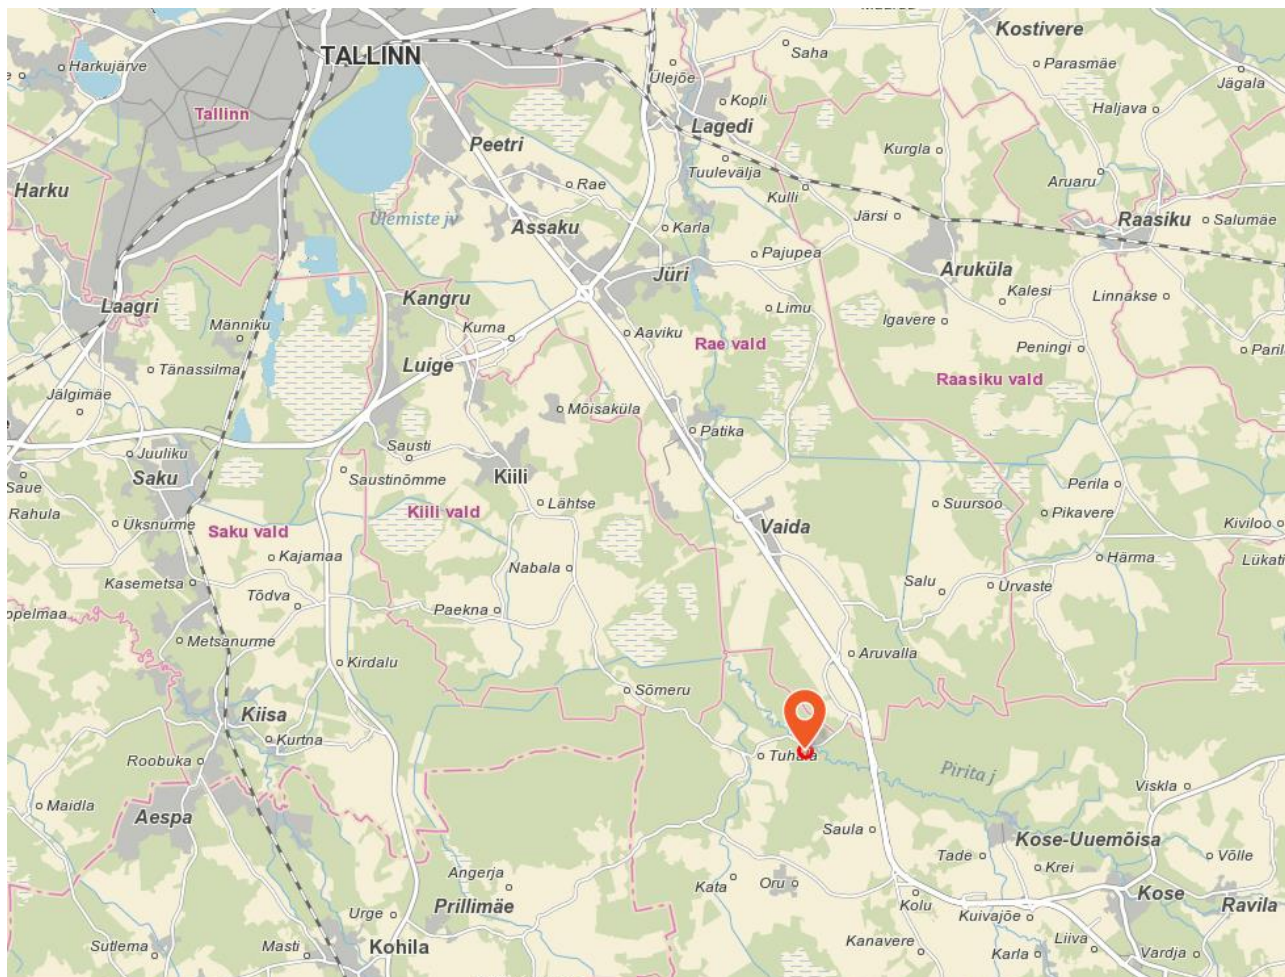 Kostivere
Saha
TALLINN
Harkujärve
Ülejõe
Parasmäe
Jägala
Kopli
Haljava
Tallinn
Lagedi
Peetri
Kurgla
Tuulevälja
Aruaru
Harku
Rae
Kulli
Ülemiste jv
Assaku
Karla
Järsi
Raasiku
Salumäe
Pajupea
Jüri
Aruküla
Kangru
Kalesi
Linnakse
Laagri
Limu
Männiku
Kurna
Aaviku
Igavere
Rae vald
Peningi
Luige
Tänassilma
Raasiku vald
Jälgimäe
Mõisaküla
Patika
Juuliku
Sausti
Saku
Saustinõmme
Kiili
Saue
Perila
Lähtse
Suursoo
Rahula
Kiili vald
Pikavere
Üksnurme
Saku vald
Vaida
Kiviloo
Kajamaa
Härma
Nabala
Kasemetsa
Salu
Urvaste
Tõdva
Paekna
Metsanurme
Aruvalla
Kirdalu
Sõmeru
Kiisa
Kurtna
Roobuka
Tuhala
Pirita j
Viskla
Maidla
Aespa
Saula
Kose-Uuemõisa
Tade
Võlle
Krei
Angerja
Kata
Oru
Kose
Ravila
Prillimäe
Kolu
Urge
Kuivajõe
Kohila
Kanavere
Liiva
Sutlema
Masti
Karla
Vardja